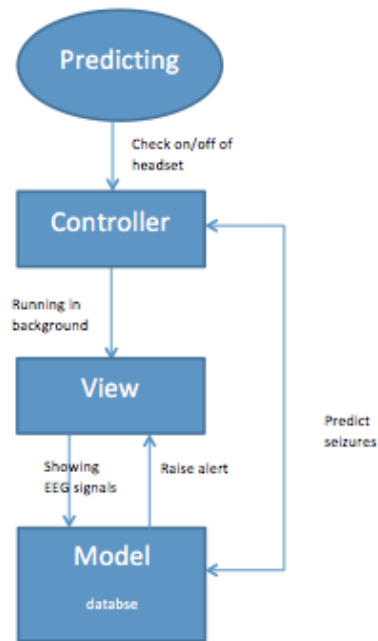 Predicting
Check on/off of
headset
Controller
Running in
background
View
Predict
seizures
Showing
EEG signals
Raise alert
Model
databse